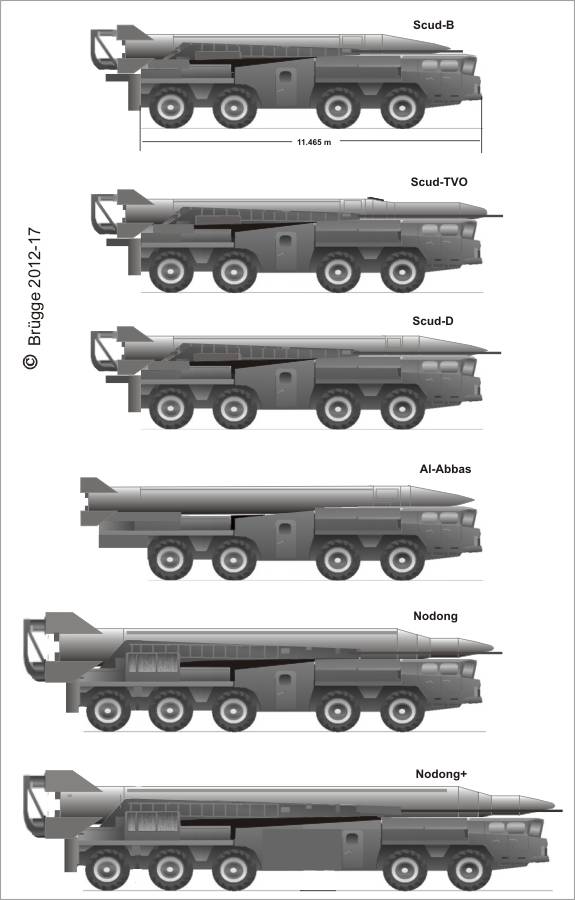 Scud-B
11.465 m
Scud-TVO
© Brügge 2012-17
Scud-D
Al-Abbas
Nodong
Nodong+